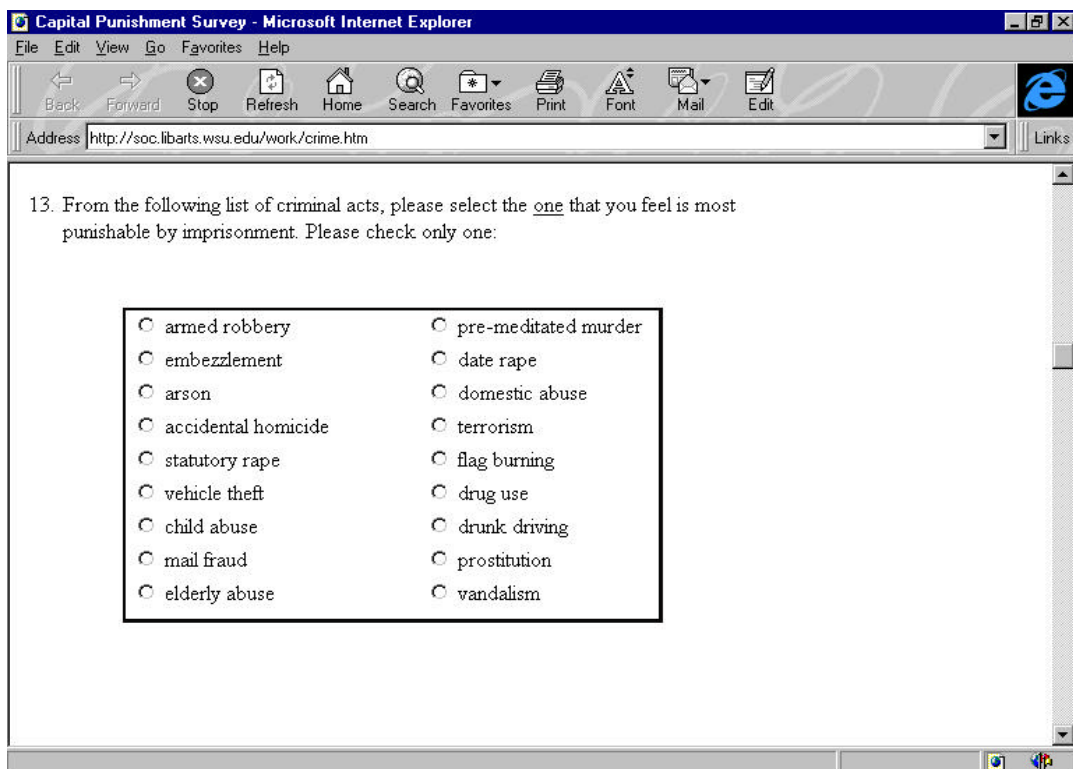 Capital Punishment Survey - Microsoft Internet Explorer
File Edit View Go Favorites Help
Back Forward Stop Refresh Home Search Favorites Print Font Mail Edit
Address http://soc.libarts.wsu.edu/work/crime.htm Links
13. From the following list of criminal acts, please select the one that you feel is most
punishable by imprisonment. Please check only one:
armed robbery pre-meditated murder
embezzlement date rape
arson domestic abuse
accidental homicide terrorism
statutory rape flag burning
vehicle theft drug use
child abuse drunk driving
mail fraud prostitution
elderly abuse vandalism